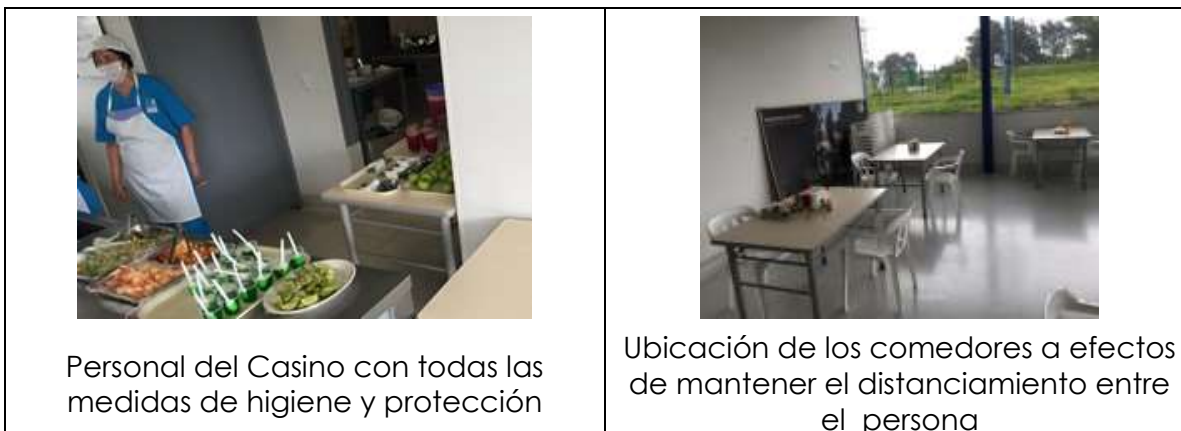 Personal del Casino con todas las
medidas de higiene y protección
Ubicación de los comedores a efectos
de mantener el distanciamiento entre
el  persona